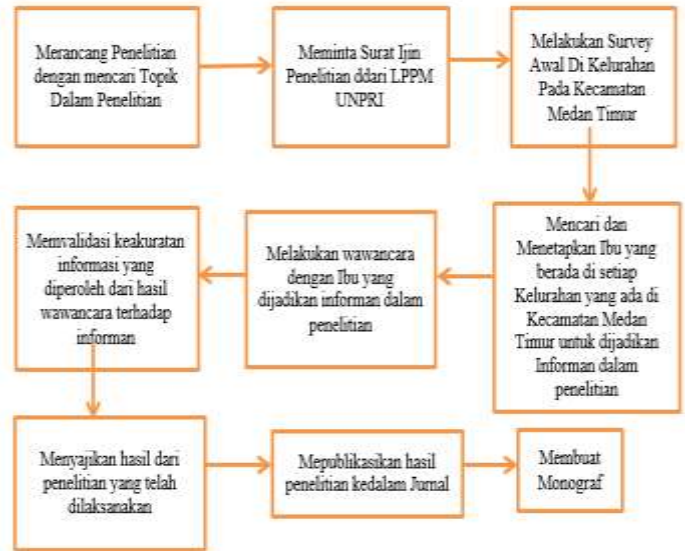 Merancang Penelitian
dengan mencari Topik
Dalam Penelitian
Meminta Surat Ijin
Penelitian ddari LPPM
UNPRI
Melakukan Survey
Awal Di Kelurahan
Pada Kecamatan
Medan Timur
Mencari dan
Menetapkan Ibu yang
berada di setiap
Kelurahan yang ada di
Kecamatan Medan
Timur untuk dijadikan
Informan dalam
penelitian
Melakukan wawancara
dengan Ibu yang
dijadikan informan dalam
penelitian
Memvalidasi keakuratan
informasi yang
diperoleh dari hasil
wawancara terhadap
informan
Menyajikan hasil dari
penelitian yang telah
dilaksanakan
Mepublikasikan hasil
penelitian kedalam Jurnal
Membuat
Monograf